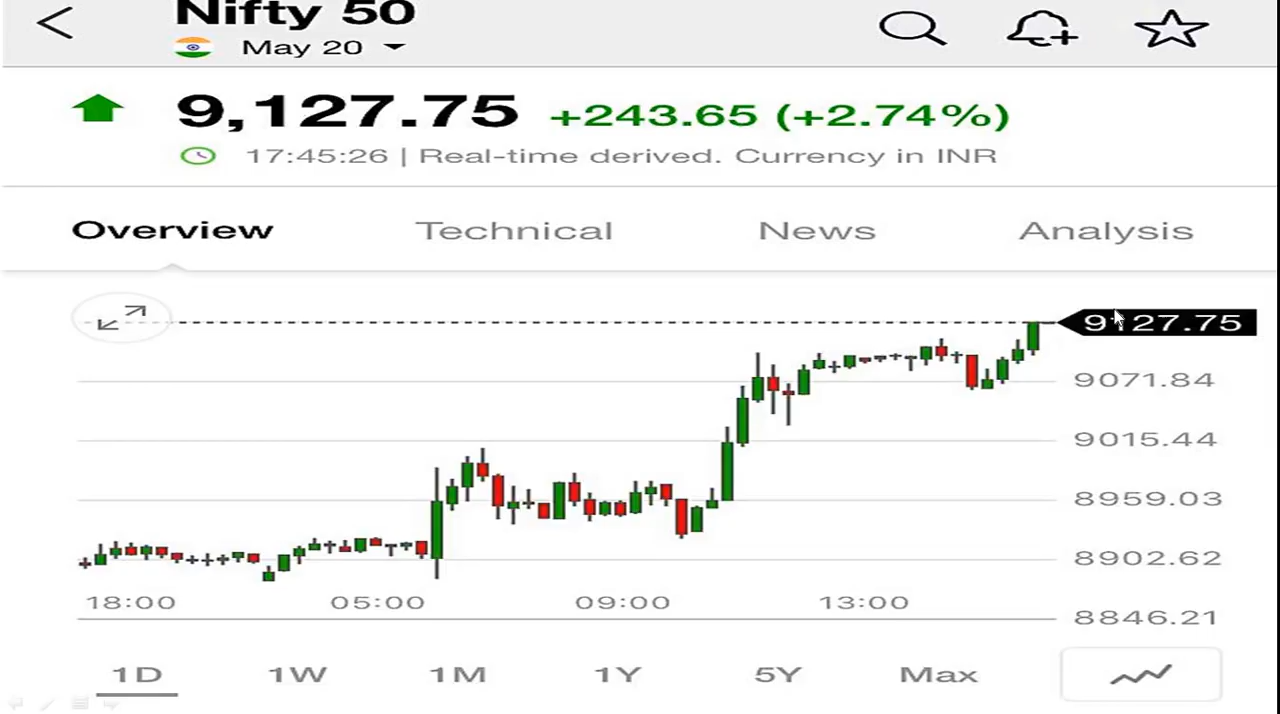 Nifty 50
May 20
9,127.75 +243.65 (+2.74%)
17:45:26 | Real-time derived. Currency in INR
Overview Technical News Analysis
9127.75
9071.84
9015.44
8959.03
8902.62
18:00 05:00 09:00 13:00
8846.21
1D 1W 1M 1Y 5Y Max